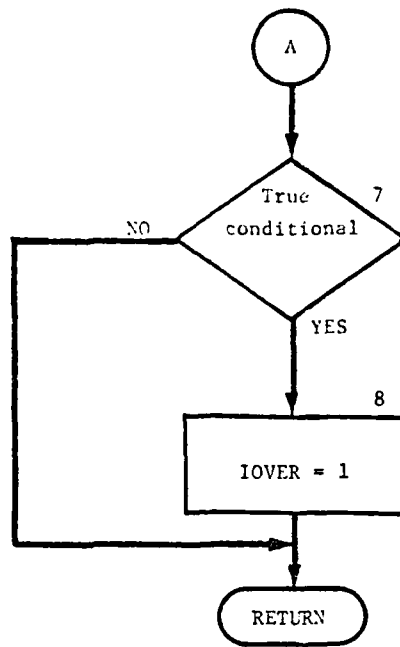 A
True 7
conditional
NO
YES
8
IOVER = 1
RETURN